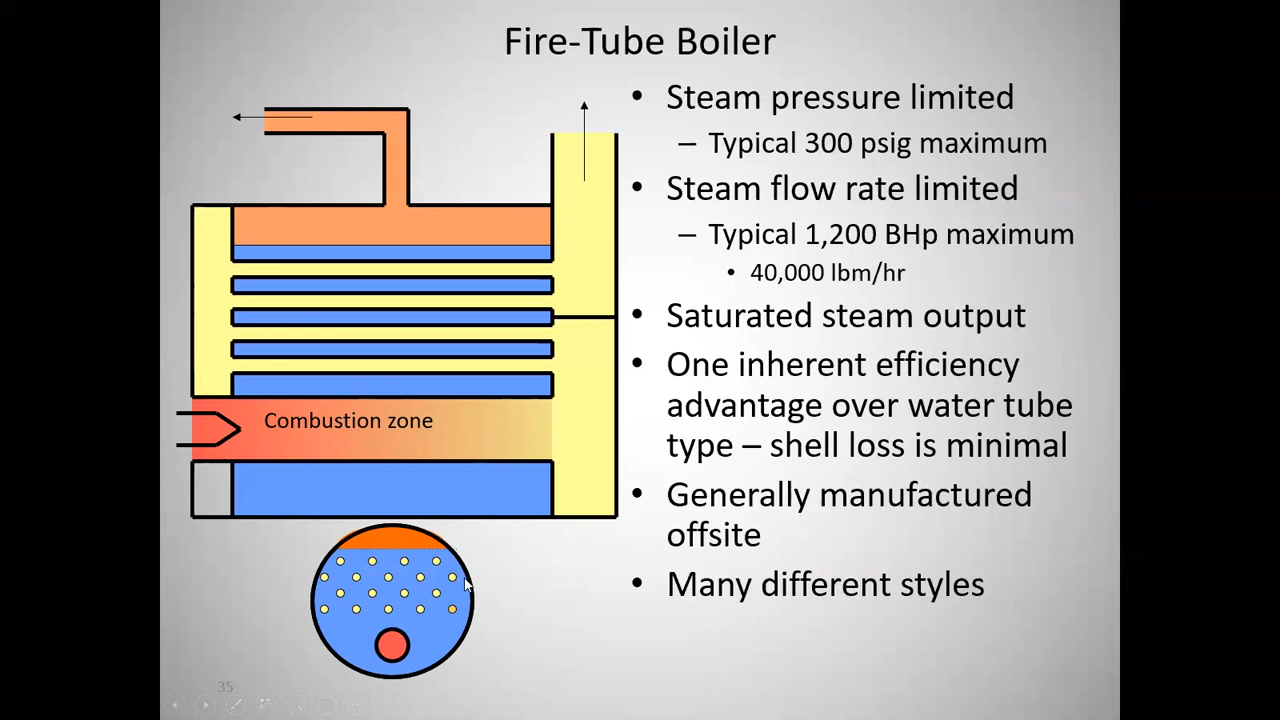 Fire-Tube Boiler
• Steam pressure limited
– Typical 300 psig maximum
• Steam flow rate limited
– Typical 1,200 BHp maximum
• 40,000 lbm/hr
• Saturated steam output
• One inherent efficiency
advantage over water tube
type – shell loss is minimal
• Generally manufactured
offsite
• Many different styles
Combustion zone
35